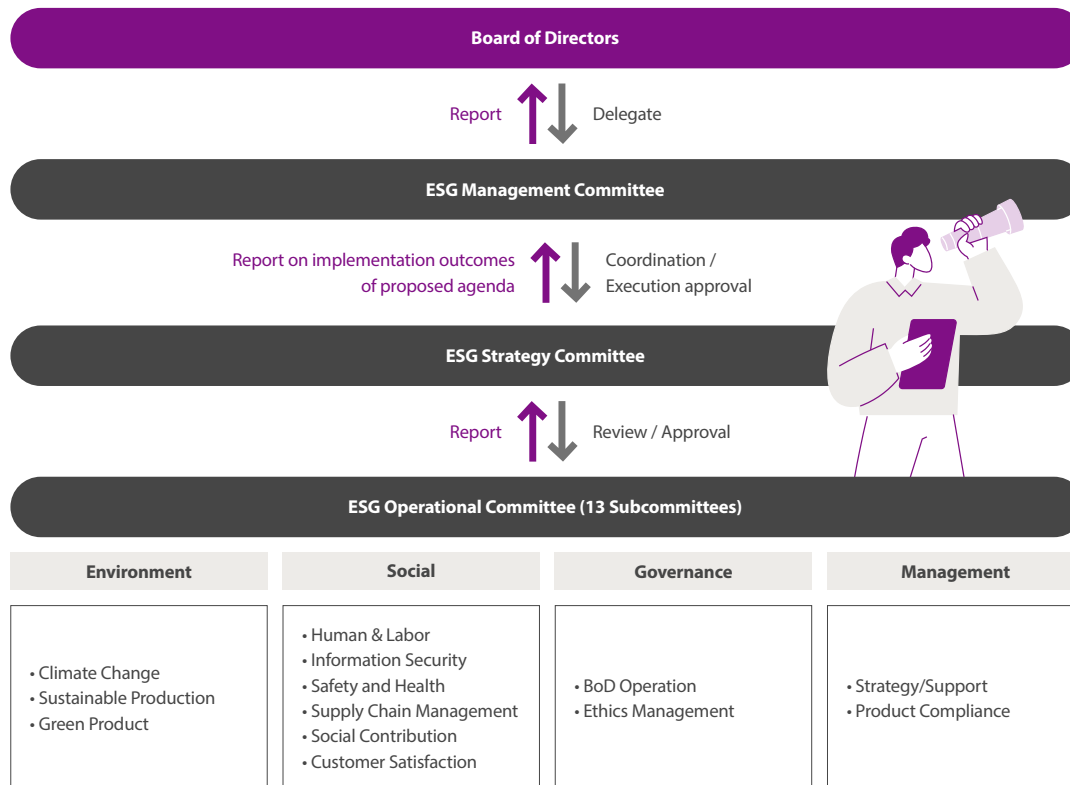 Board of Directors
Report
Delegate
ESG Management Committee
Report on implementation outcomes
of proposed agenda
Coordination /
Execution approval
ESG Strategy Committee
Report
Review / Approval
ESG Operational Committee (13 Subcommittees)
Environment
• Climate Change
• Sustainable Production
• Green Product
Social
• Human & Labor
• Information Security
• Safety and Health
• Supply Chain Management
• Social Contribution
• Customer Satisfaction
Governance
• BoD Operation
• Ethics Management
Management
• Strategy/Support
• Product Compliance